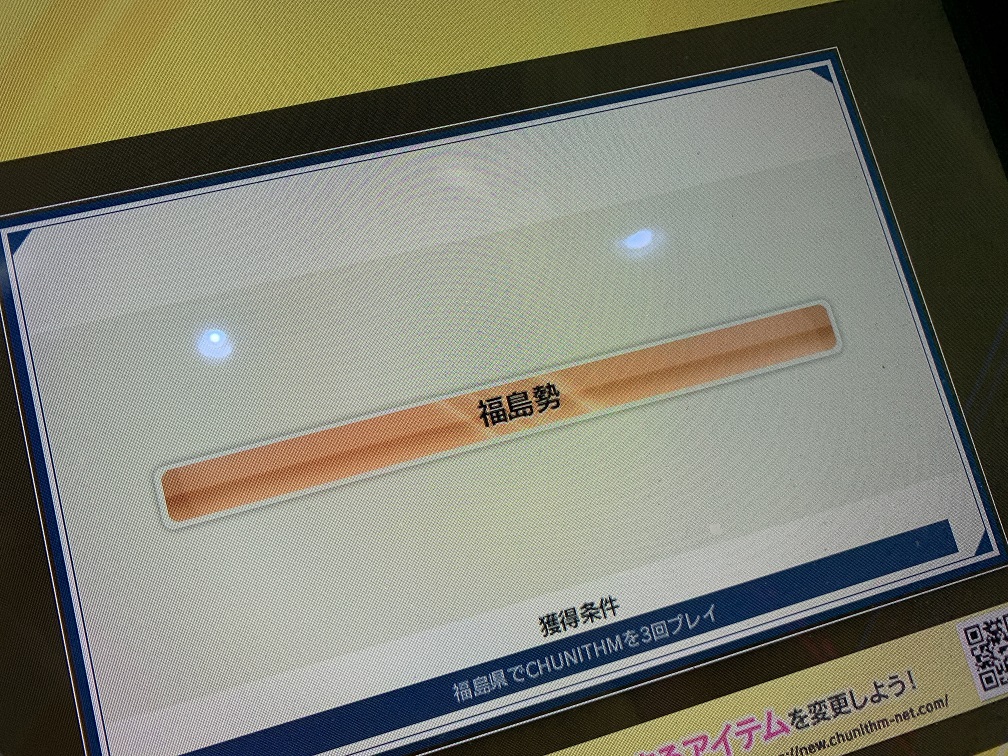 福島勢
獲得条件
福島県でCHUNITHMを3回プレイ
るアイテムを変更しよう!
//new.chunithm-net.com/